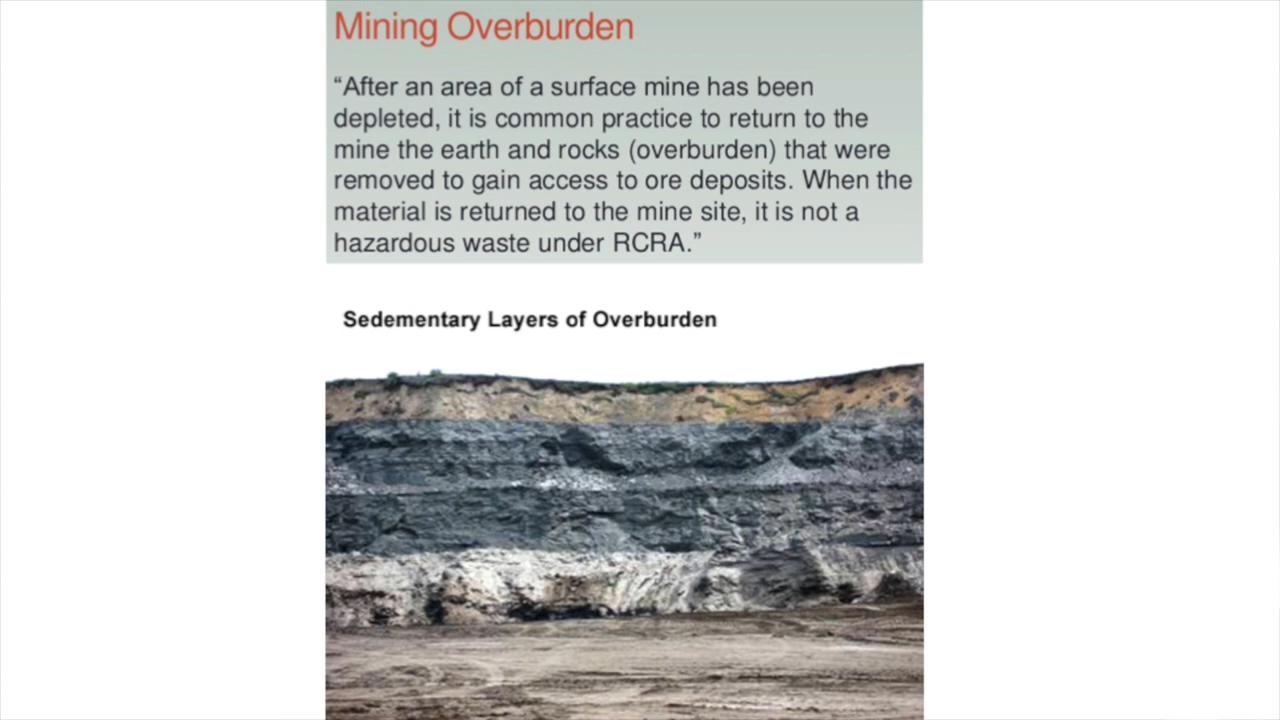 Mining Overburden
“After an area of a surface mine has been
depleted, it is common practice to return to the
mine the earth and rocks (overburden) that were
removed to gain access to ore deposits. When the
material is returned to the mine site, it is not a
hazardous waste under RCRA.”
Sedementary Layers of Overburden